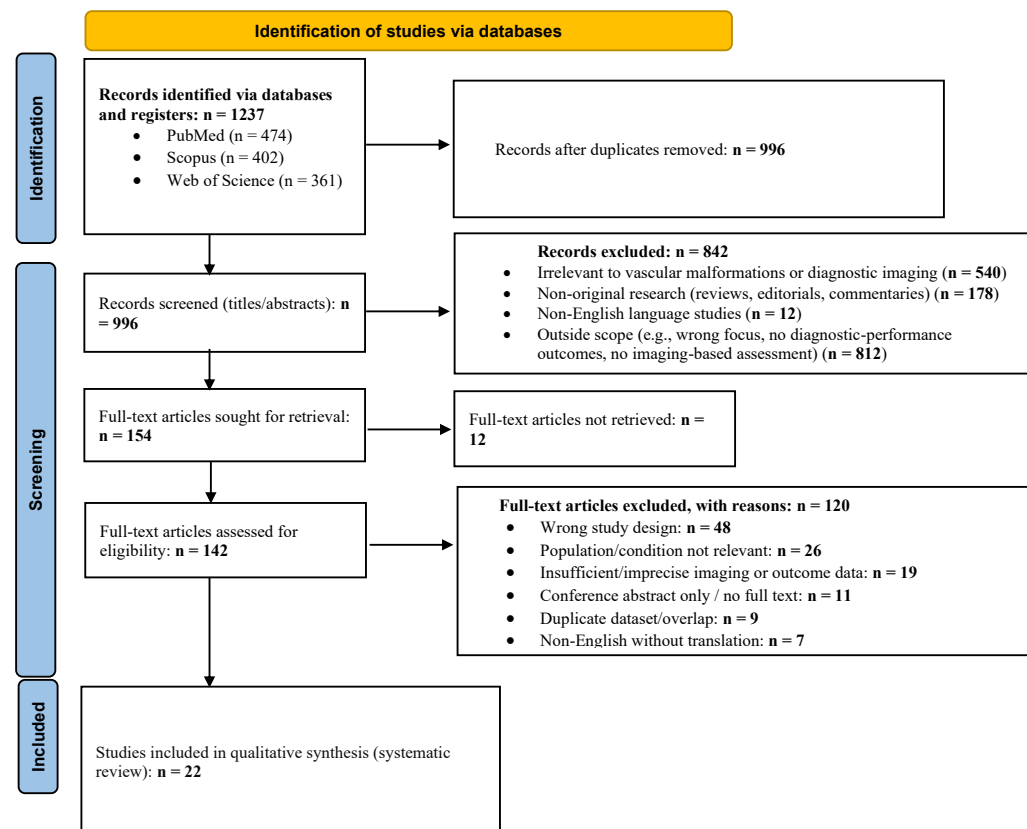 Identification of studies via databases
Identification
Records identified via databases
and registers: n = 1237
• PubMed (n = 474)
• Scopus (n = 402)
• Web of Science (n = 361)
Records after duplicates removed: n = 996
Screening
Records screened (titles/abstracts): n
= 996
Records excluded: n = 842
• Irrelevant to vascular malformations or diagnostic imaging (n = 540)
• Non-original research (reviews, editorials, commentaries) (n = 178)
• Non-English language studies (n = 12)
• Outside scope (e.g., wrong focus, no diagnostic-performance
outcomes, no imaging-based assessment) (n = 812)
Full-text articles sought for retrieval:
n = 154
Full-text articles not retrieved: n =
12
Full-text articles assessed for
eligibility: n = 142
Full-text articles excluded, with reasons: n = 120
• Wrong study design: n = 48
• Population/condition not relevant: n = 26
• Insufficient/imprecise imaging or outcome data: n = 19
• Conference abstract only / no full text: n = 11
• Duplicate dataset/overlap: n = 9
• Non-English without translation: n = 7
Included
Studies included in qualitative synthesis (systematic
review): n = 22